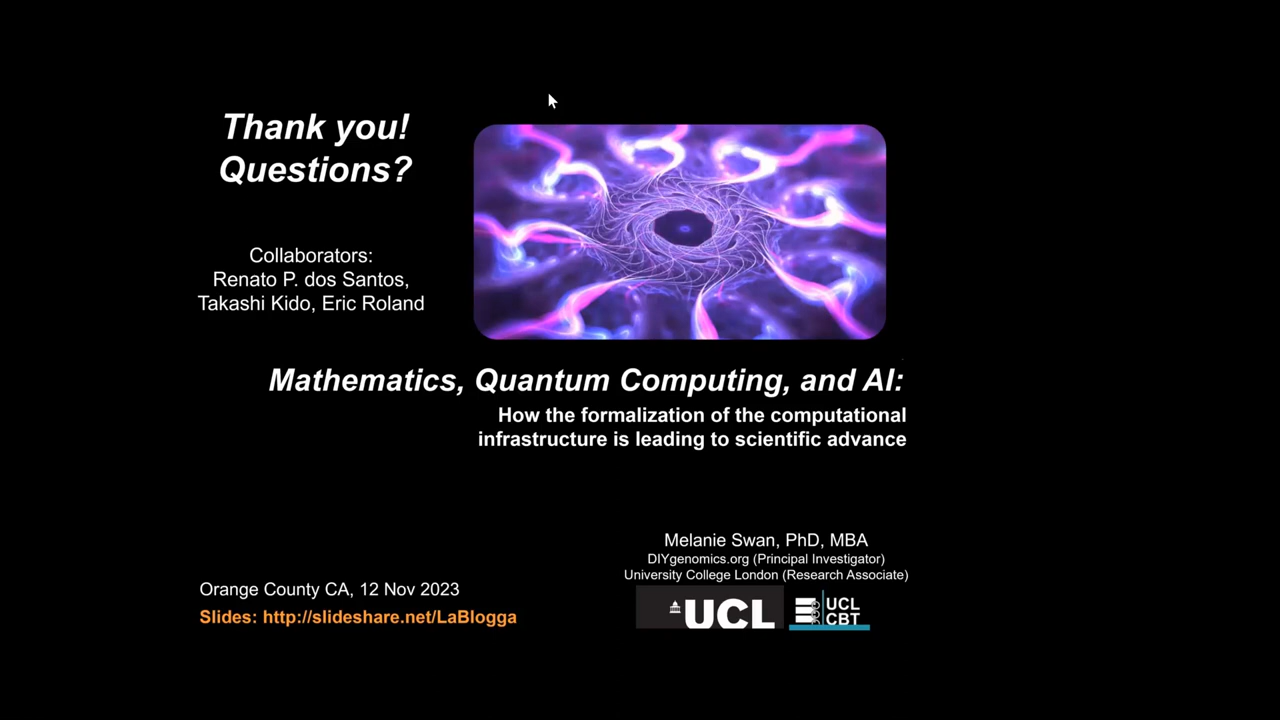 Thank you!
Questions?
Collaborators:
Renato P. dos Santos,
Takashi Kido, Eric Roland
Mathematics, Quantum Computing, and AI:
How the formalization of the computational
infrastructure is leading to scientific advance
Melanie Swan, PhD, MBA
DIYgenomics.org (Principal Investigator)
University College London (Research Associate)
Orange County CA, 12 Nov 2023
Slides: http://slideshare.net/LaBlogga
UCL
UCL
CBT